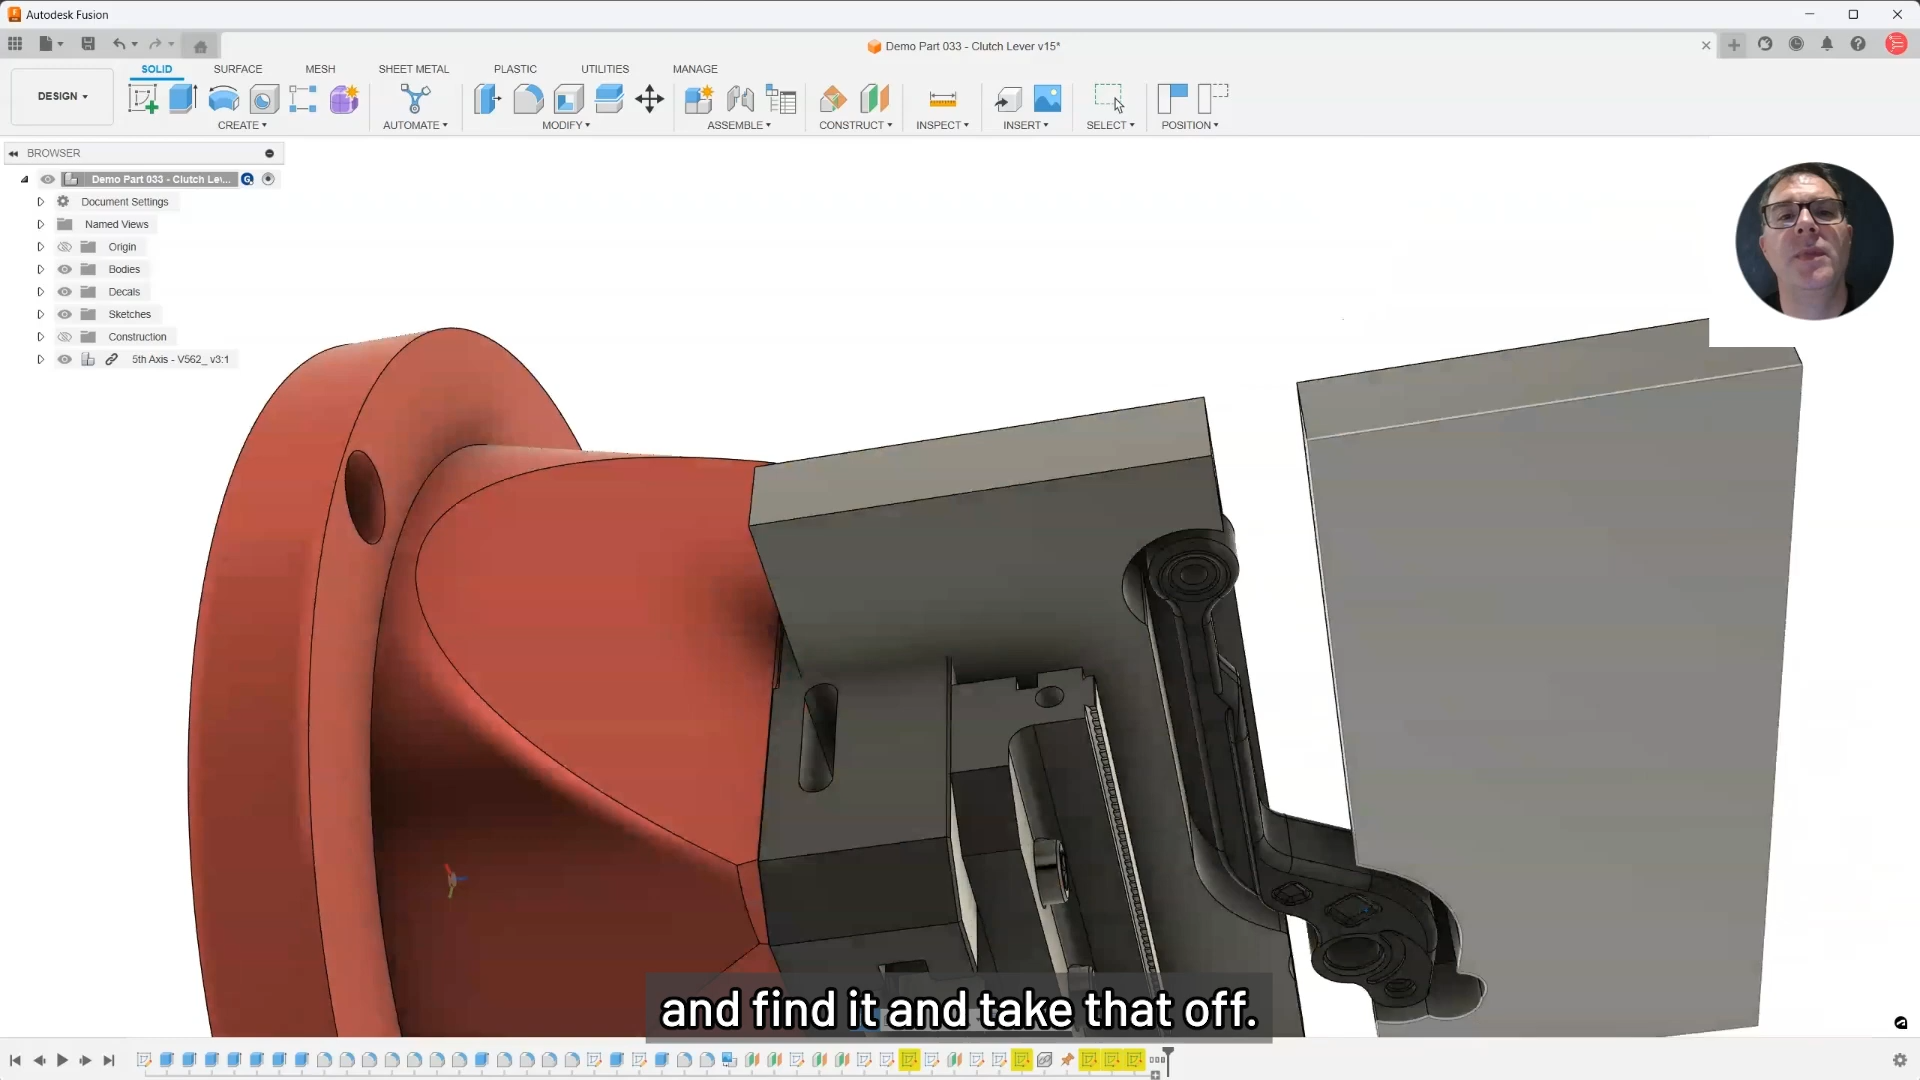 Autodesk Fusion
Demo Part 033 - Clutch Lever v15*
DESIGN
SOLID
SURFACE
MESH
SHEET METAL
PLASTIC
UTILITIES
MANAGE
CREATE
AUTOMATE
MODIFY
ASSEMBLE
CONSTRUCT
INSPECT
INSERT
SELECT
POSITION
BROWSER
Demo Part 033 - Clutch Le...
Document Settings
Named Views
Origin
Bodies
Decals
Sketches
Construction
5th Axis - V562_ v3:1
and find it and take that off.